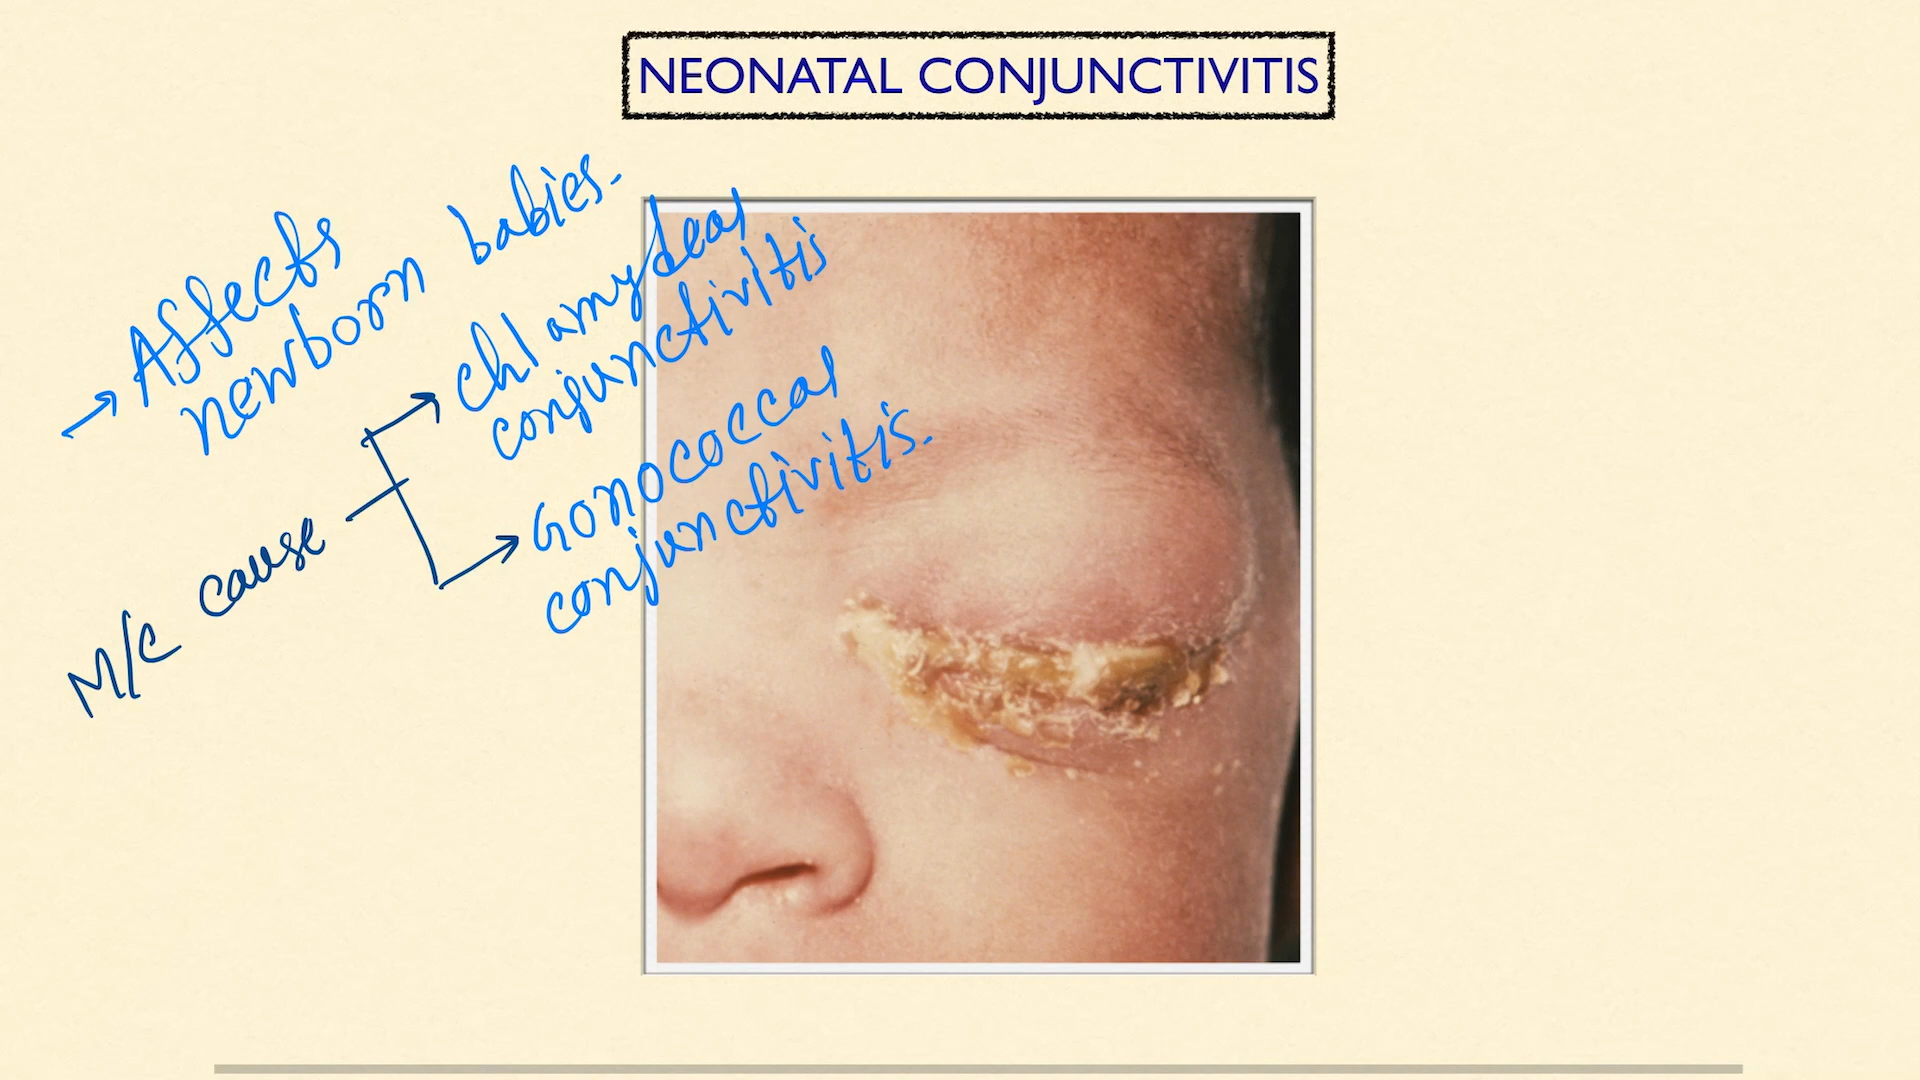 NEONATAL CONJUNCTIVITIS
→ Affects
newborn babies.
M/C cause
chlamydeal
conjunctivitis
Gonococcal
conjunctivitis.